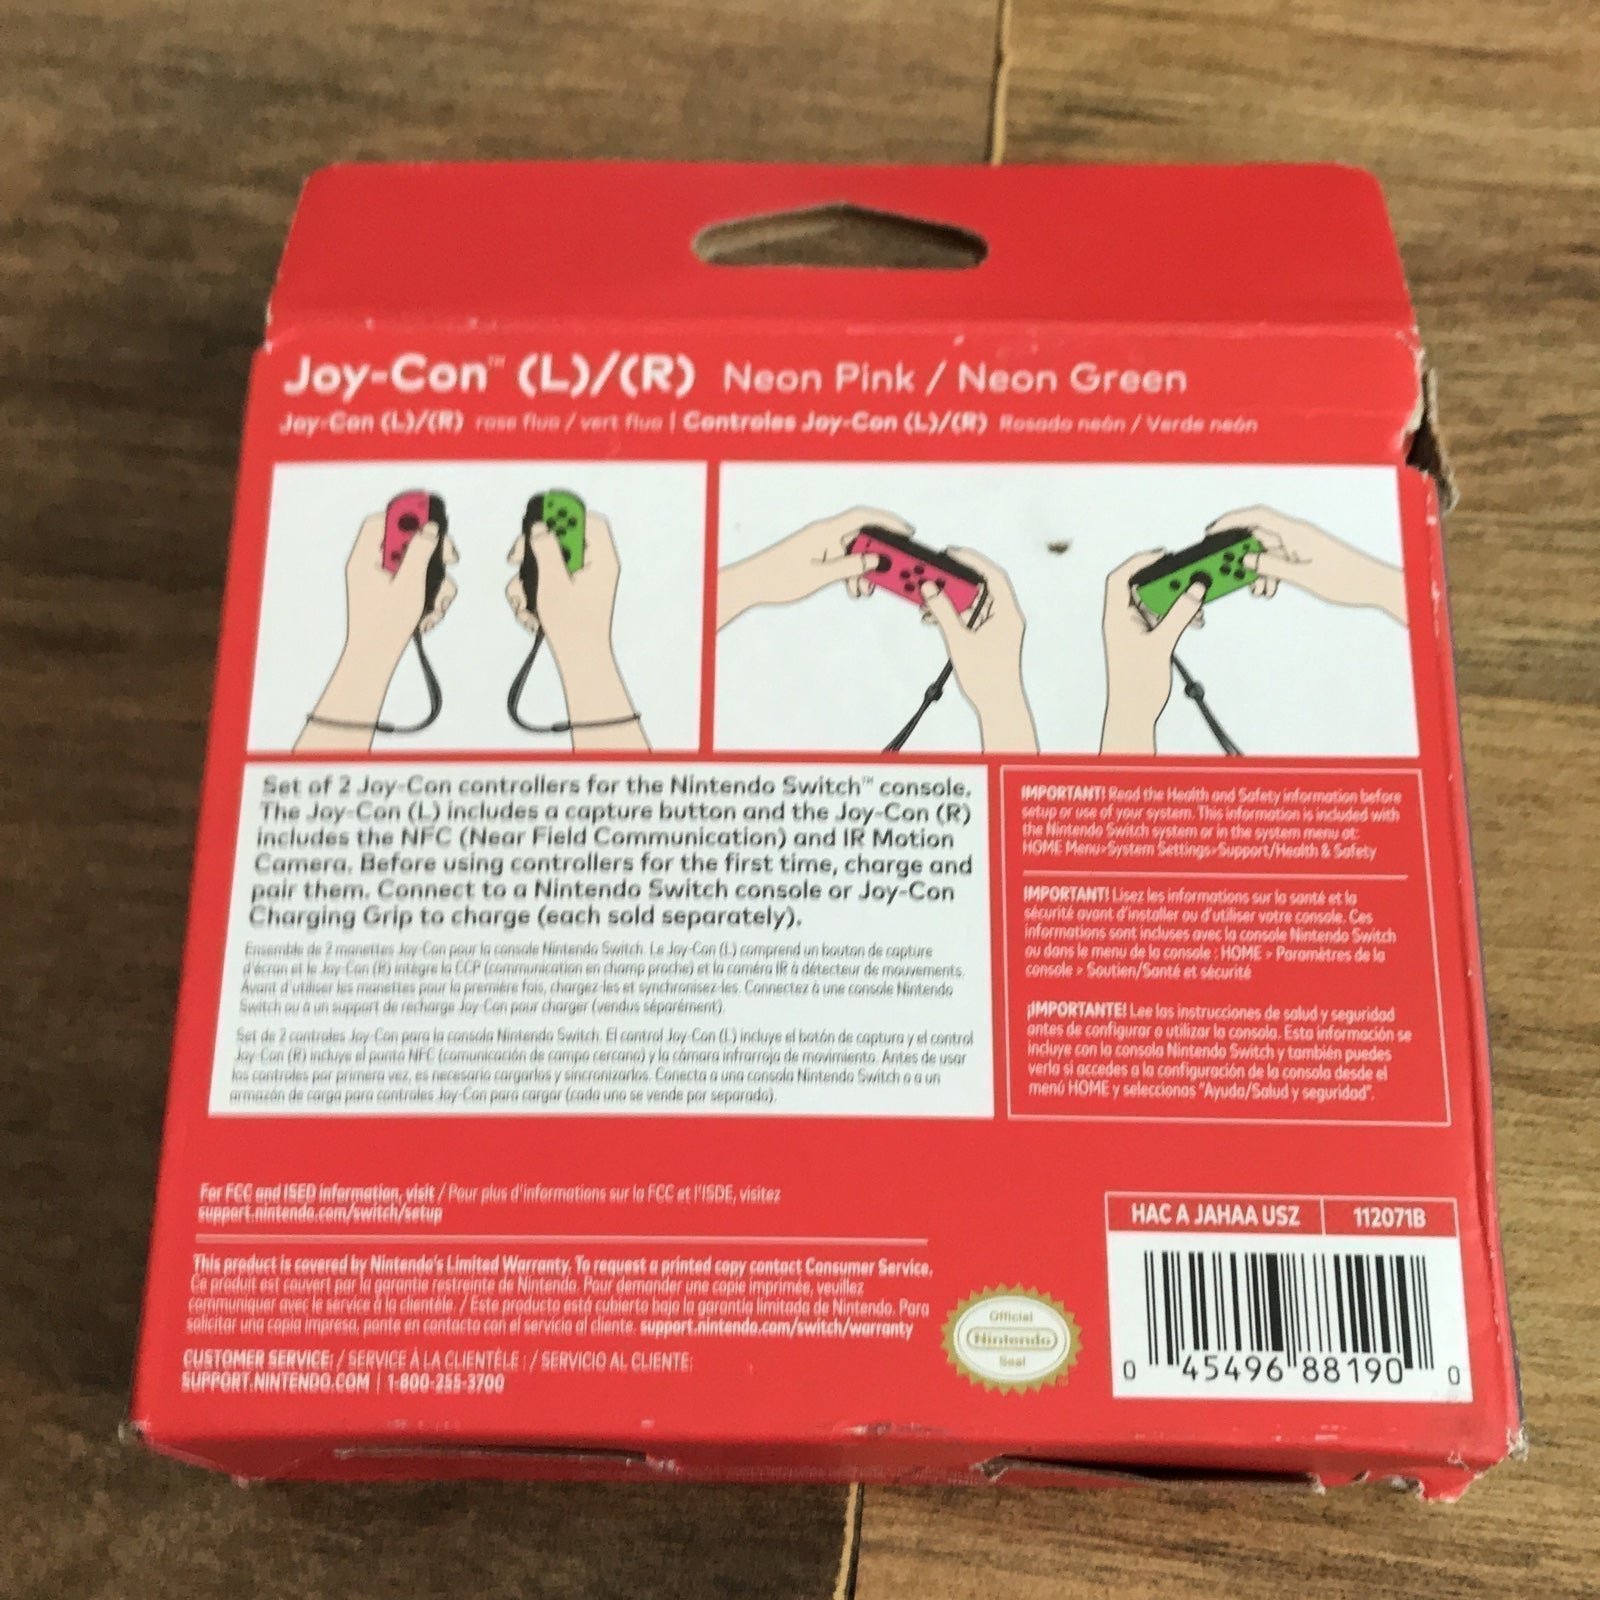 Joy-Con™ (L)/(R) Neon Pink / Neon Green
Joy-Con (L)/(R) rose fluo / vert fluo | Controles Joy-Con (L)/(R) Rosado neón / Verde neón
Set of 2 Joy-Con controllers for the Nintendo Switch™ console.
The Joy-Con (L) includes a capture button and the Joy-Con (R)
includes the NFC (Near Field Communication) and IR Motion
Camera. Before using controllers for the first time, charge and
pair them. Connect to a Nintendo Switch console or Joy-Con
Charging Grip to charge (each sold separately).
Ensemble de 2 manettes Joy-Con pour la console Nintendo Switch. Le Joy-Con (L) comprend un bouton de capture
d'écran et le Joy-Con (R) intègre la CCP (communication en champ proche) et la caméra IR à détecteur de mouvements.
Avant d'utiliser les manettes pour la première fois, chargez-les et synchronisez-les. Connectez à une console Nintendo
Switch ou à un support de recharge Joy-Con pour charger (vendus séparément).
Set de 2 controles Joy-Con para la consola Nintendo Switch. El control Joy-Con (L) incluye el botón de captura y el control
Joy-Con (R) incluye el punto NFC (comunicación de campo cercano) y la cámara infrarroja de movimiento. Antes de usar
los controles por primera vez, es necesario cargarlos y sincronizarlos. Conecta a una consola Nintendo Switch o a un
armazón de carga para controles Joy-Con para cargar (cada uno se vende por separado).
IMPORTANT! Read the Health and Safety information before
setup or use of your system. This information is included with
the Nintendo Switch system or in the system menu at:
HOME Menu>System Settings>Support/Health & Safety
IMPORTANT! Lisez les informations sur la santé et la
sécurité avant d'installer ou d'utiliser votre console. Ces
informations sont incluses avec la console Nintendo Switch
ou dans le menu de la console : HOME > Paramètres de la
console > Soutien/Santé et sécurité
¡IMPORTANTE! Lee las instrucciones de salud y seguridad
antes de configurar o utilizar la consola. Esta información se
incluye con la consola Nintendo Switch y también puedes
verla si accedes a la configuración de la consola desde el
menú HOME y seleccionas "Ayuda/Salud y seguridad".
For FCC and ISED information, visit / Pour plus d'informations sur la FCC et l'ISDE, visitez
support.nintendo.com/switch/setup
This product is covered by Nintendo's Limited Warranty. To request a printed copy contact Consumer Service.
Ce produit est couvert par la garantie restreinte de Nintendo. Pour demander une copie imprimée, veuillez
communiquer avec le service à la clientèle. / Este producto está cubierto bajo la garantía limitada de Nintendo. Para
solicitar una copia impresa, ponte en contacto con el servicio al cliente. support.nintendo.com/switch/warranty
CUSTOMER SERVICE: / SERVICE À LA CLIENTÈLE : / SERVICIO AL CLIENTE:
SUPPORT.NINTENDO.COM | 1-800-255-3700
Official
Nintendo
Seal
HAC A JAHAA USZ 112071B
0 45496 88190 0